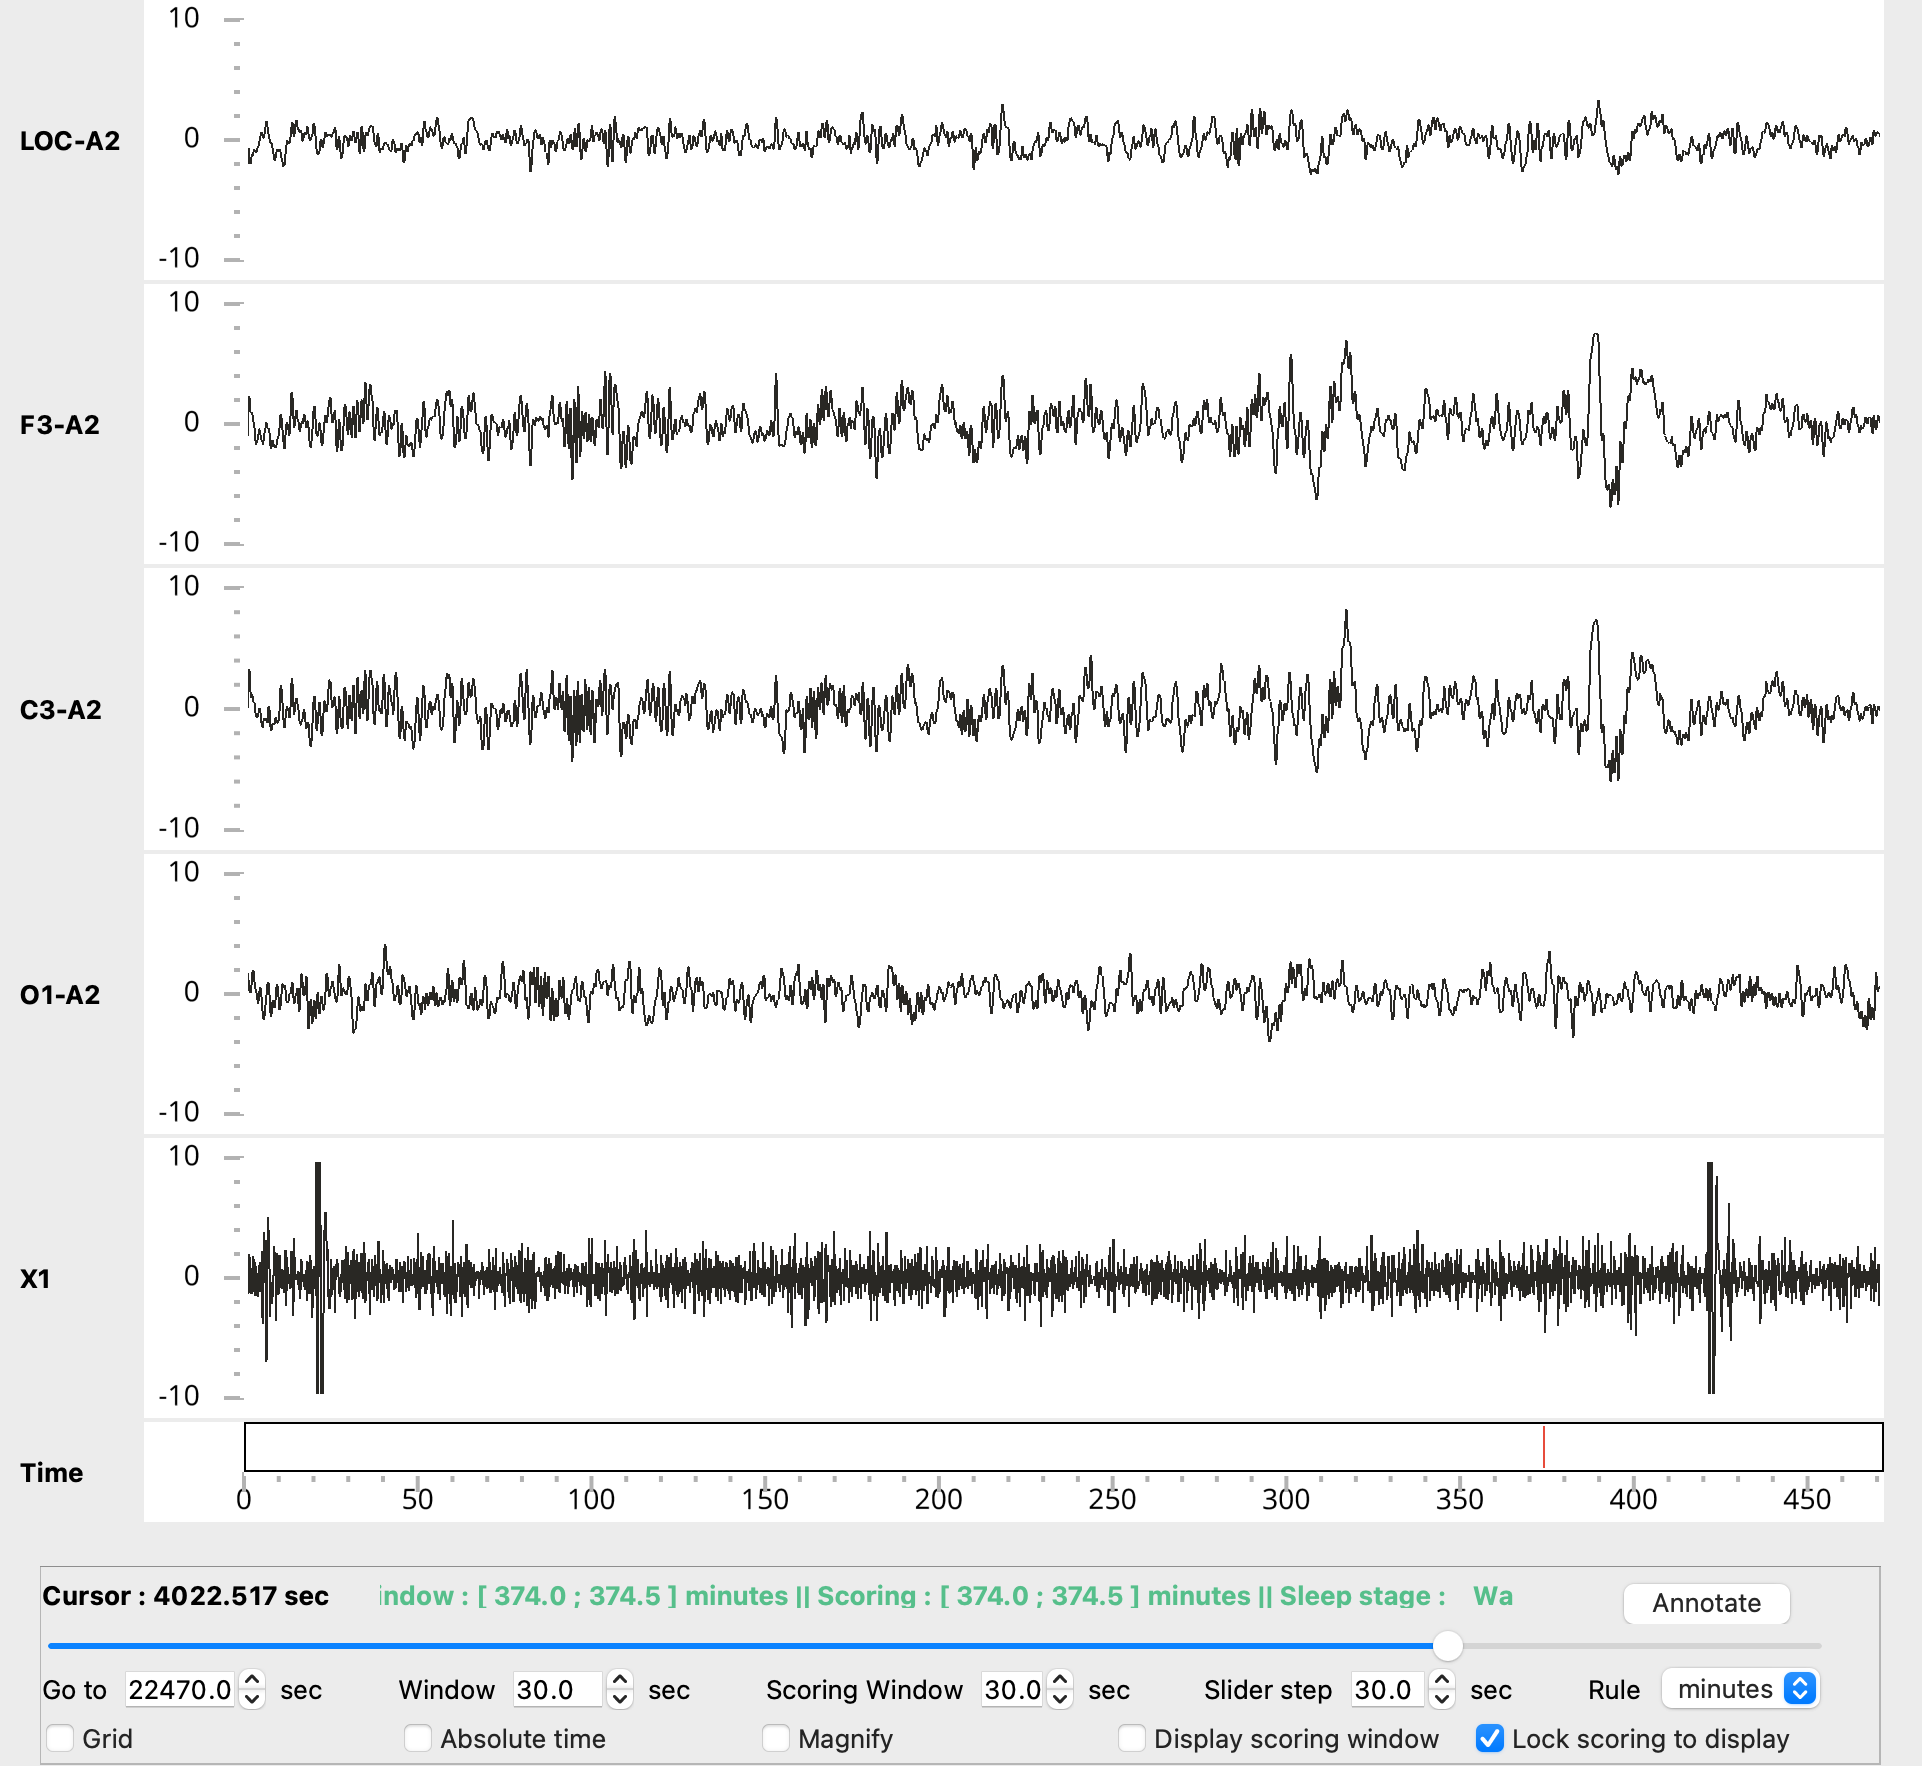 10
LOC-A2
0
-10
10
F3-A2
0
-10
10
C3-A2
0
-10
10
O1-A2
0
-10
10
X1
0
-10
Time
0 50 100 150 200 250 300 350 400 450
Cursor : 4022.517 sec indow : [ 374.0 ; 374.5 ] minutes || Scoring : [ 374.0 ; 374.5 ] minutes || Sleep stage : Wa Annotate
Go to 22470.0 sec Window 30.0 sec Scoring Window 30.0 sec Slider step 30.0 sec Rule minutes
Grid Absolute time Magnify Display scoring window Lock scoring to display